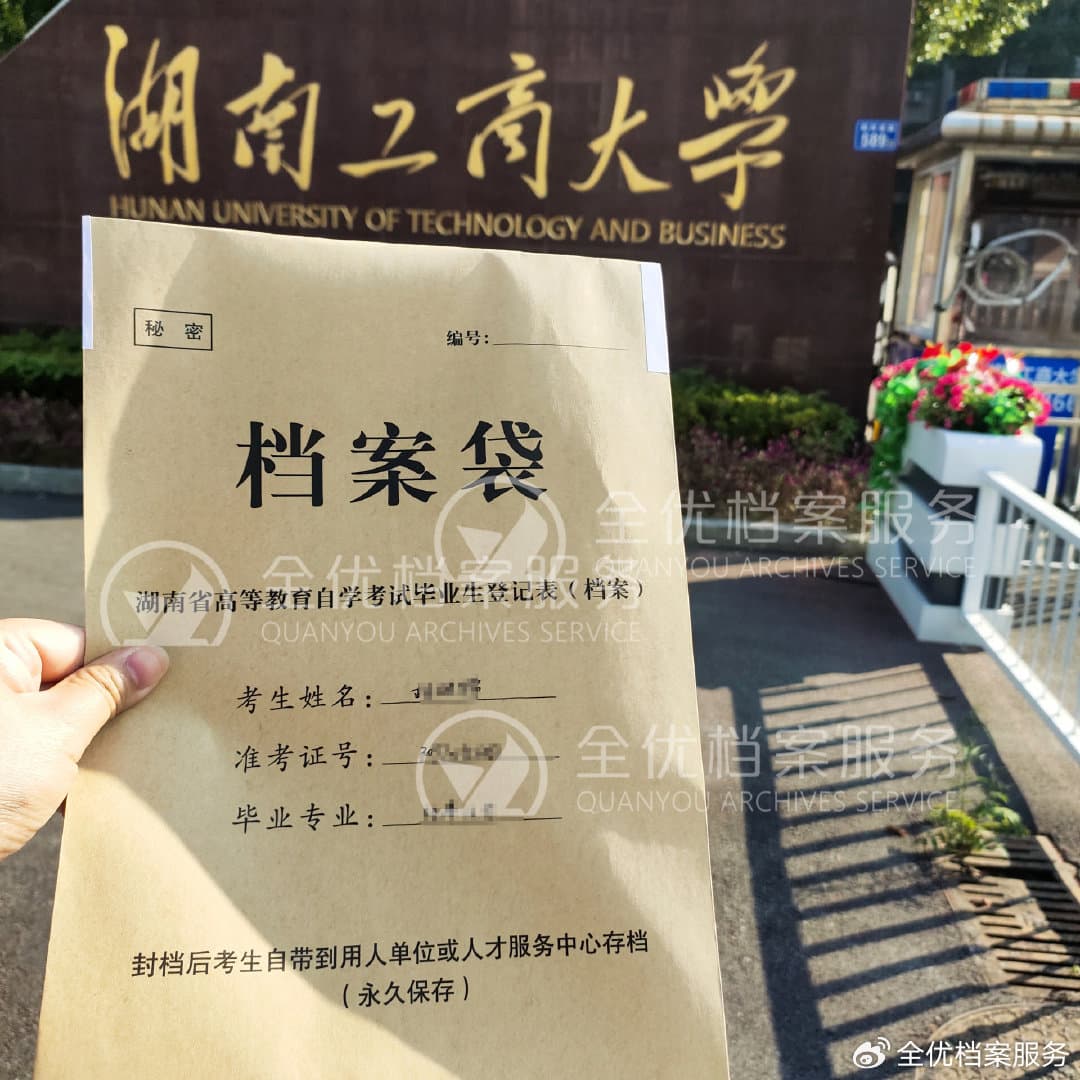 湖南工商大学
HUNAN UNIVERSITY OF TECHNOLOGY AND BUSINESS
589
秘密
编号：
档案袋
全优档案服务
QUANYOU ARCHIVES SERVICE
全优档案服务
QUANYOU ARCHIVES SERVICE
湖南省高等教育自学考试毕业生登记表（档案）
考生姓名：
准考证号：
毕业专业：
全优档案服务
QUANYOU ARCHIVES SERVICE
封档后考生自带到用人单位或人才服务中心存档
（永久保存）
工商大
全优档案服务